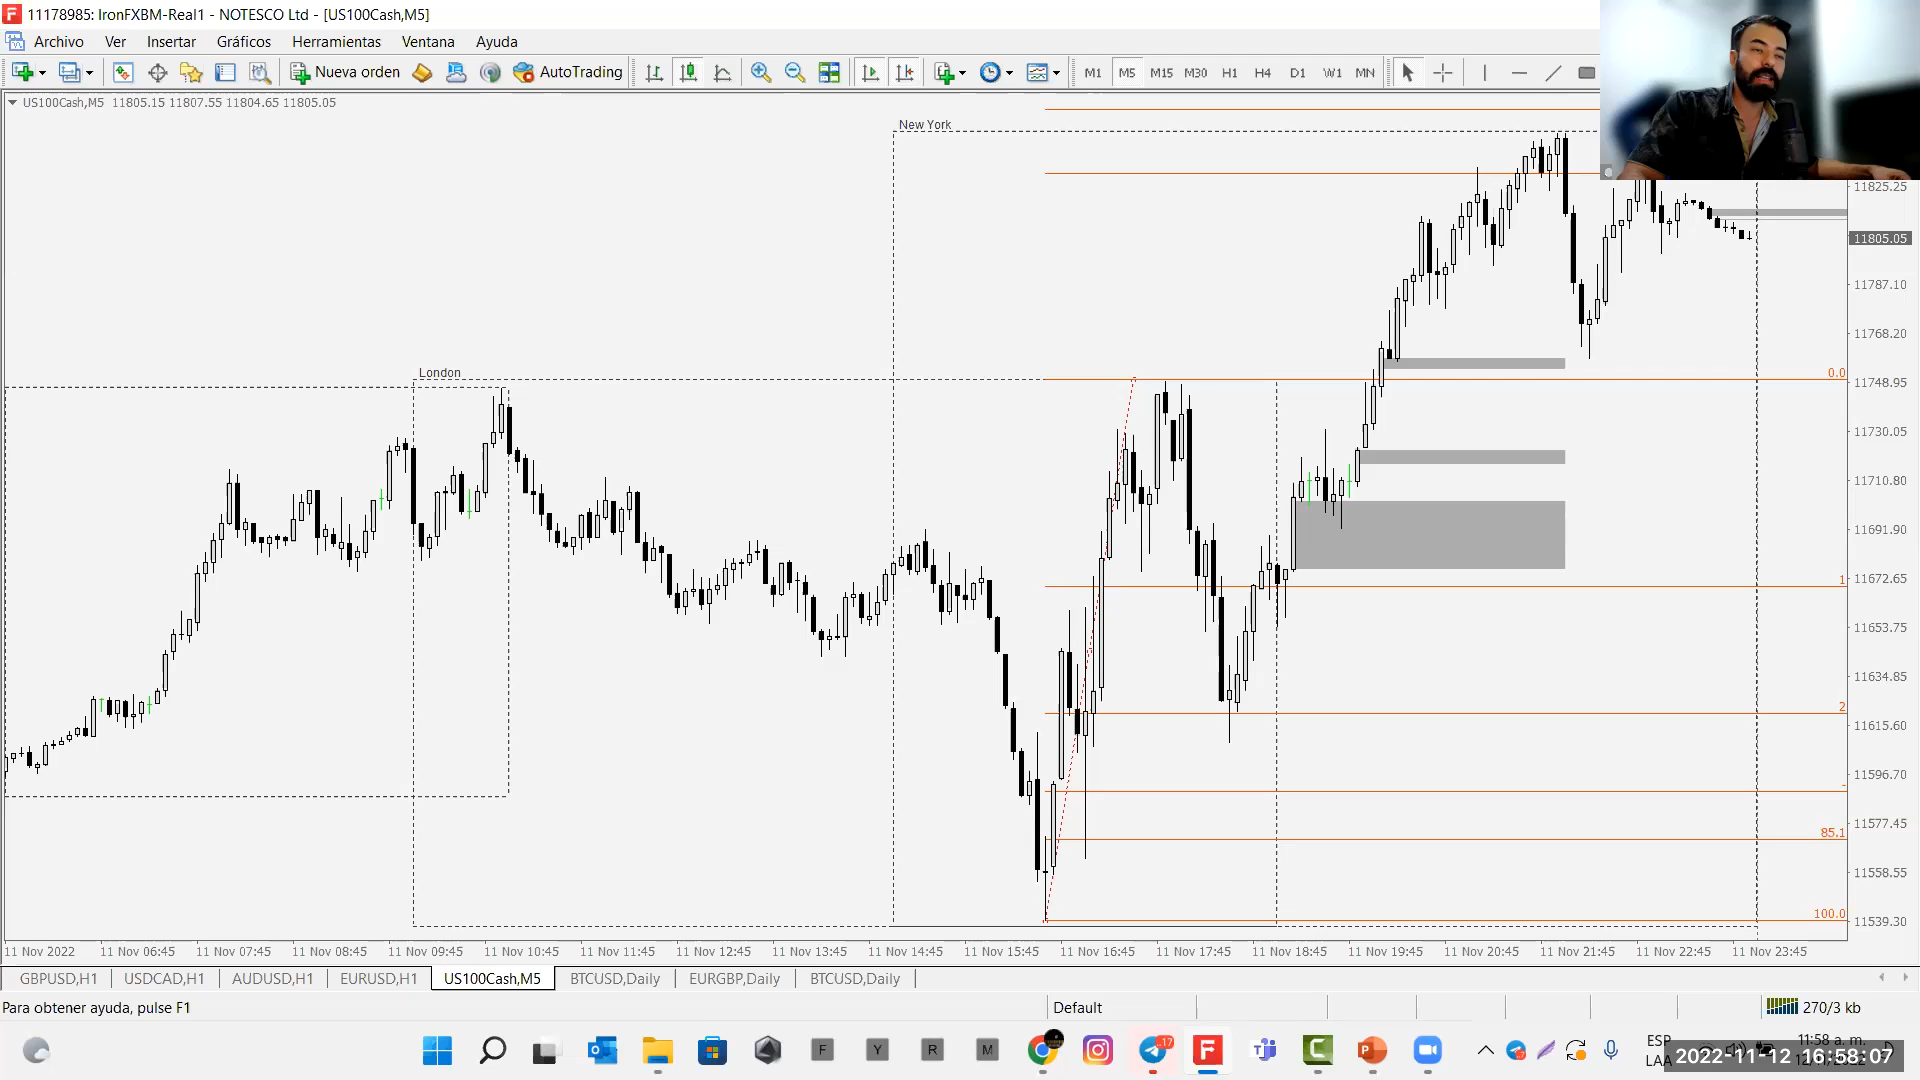 11178985: IronFXBM-Real1 - NOTESCO Ltd - [US100Cash,M5]
Archivo Ver Insertar Gráficos Herramientas Ventana Ayuda
Nueva orden AutoTrading M1 M5 M15 M30 H1 H4 D1 W1 MN
US100Cash,M5 11805.15 11807.55 11804.65 11805.05
New York
London
11825.25
11805.05
11787.10
11768.20
0.0
11748.95
11730.05
11710.80
11691.90
1
11672.65
11653.75
11634.85
2
11615.60
11596.70
85.1
11577.45
11558.55
100.0
11539.30
11 Nov 2022 11 Nov 06:45 11 Nov 07:45 11 Nov 08:45 11 Nov 09:45 11 Nov 10:45 11 Nov 11:45 11 Nov 12:45 11 Nov 13:45 11 Nov 14:45 11 Nov 15:45 11 Nov 16:45 11 Nov 17:45 11 Nov 18:45 11 Nov 19:45 11 Nov 20:45 11 Nov 21:45 11 Nov 22:45 11 Nov 23:45
GBPUSD,H1 USDCAD,H1 AUDUSD,H1 EURUSD,H1 US100Cash,M5 BTCUSD,Daily EURGBP,Daily BTCUSD,Daily
Para obtener ayuda, pulse F1 Default 270/3 kb
F Y R M 17 F ESP 11:58 a. m.
LAA
2022-11-12 16:58:07